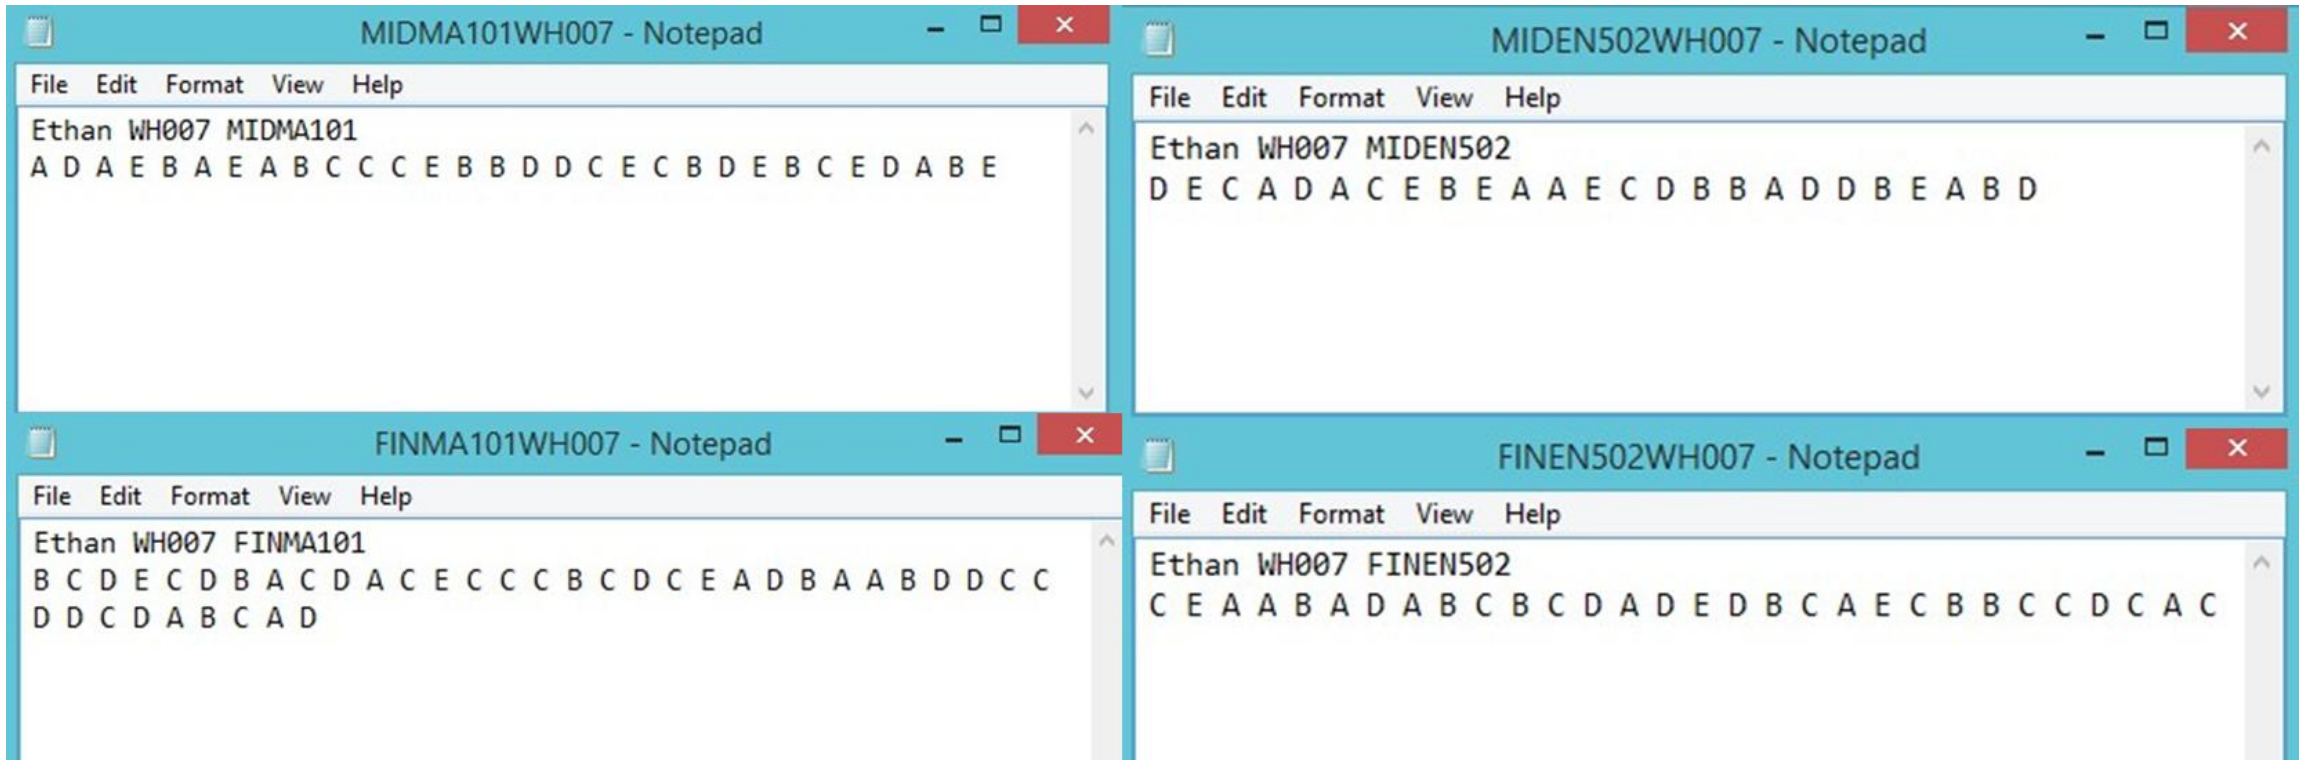 MIDMA101WH007 - Notepad
File Edit Format View Help
Ethan WH007 MIDMA101
A D A E B A E A B C C C E B B D D C E C B D E B C E D A B E
MIDEN502WH007 - Notepad
File Edit Format View Help
Ethan WH007 MIDEN502
D E C A D A C E B E A A E C D B B A D D B E A B D
FINMA101WH007 - Notepad
File Edit Format View Help
Ethan WH007 FINMA101
B C D E C D B A C D A C E C C C B C D C E A D B A A B D D C C
D D C D A B C A D
FINEN502WH007 - Notepad
File Edit Format View Help
Ethan WH007 FINEN502
C E A A B A D A B C B C D A D E D B C A E C B B C C D C A C